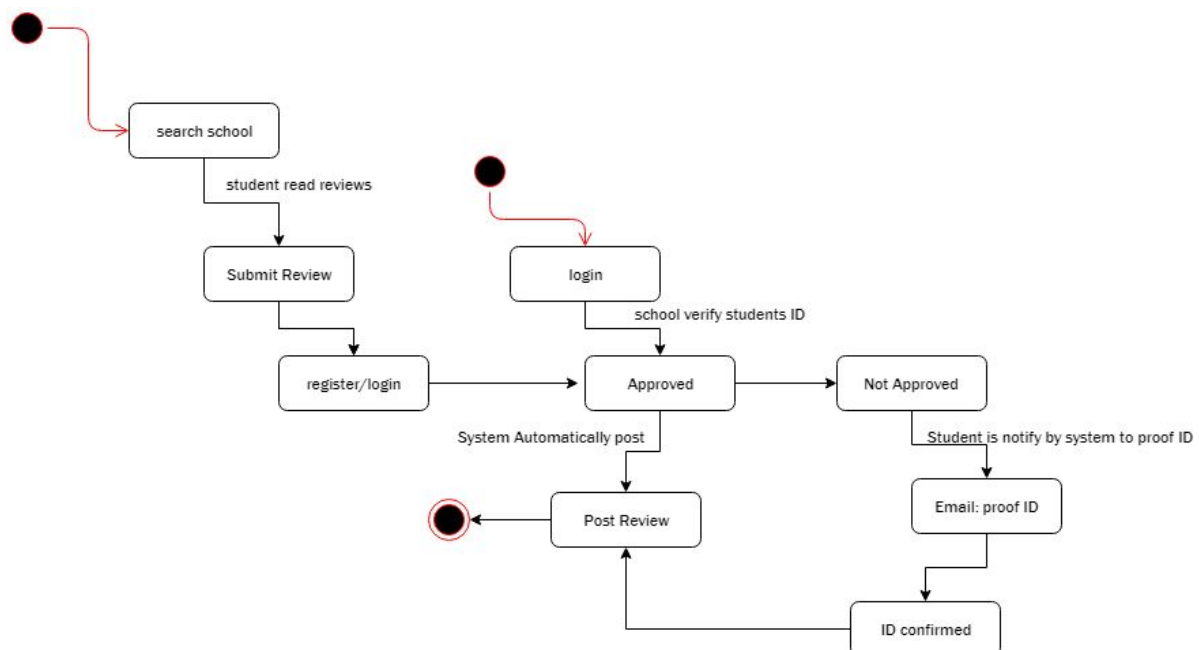 search school
student read reviews
Submit Review
login
school verify students ID
register/login
Approved
Not Approved
System Automatically post
Student is notify by system to proof ID
Post Review
Email: proof ID
ID confirmed